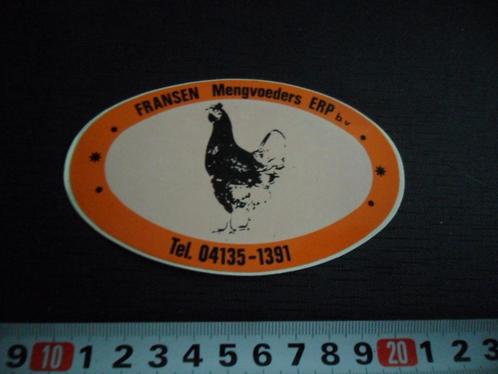 FRANSEN Mengvoeders ERP b.v
Tel. 04135-1391
9 10 1 2 3 4 5 6 7 8 9 20 1 2 3